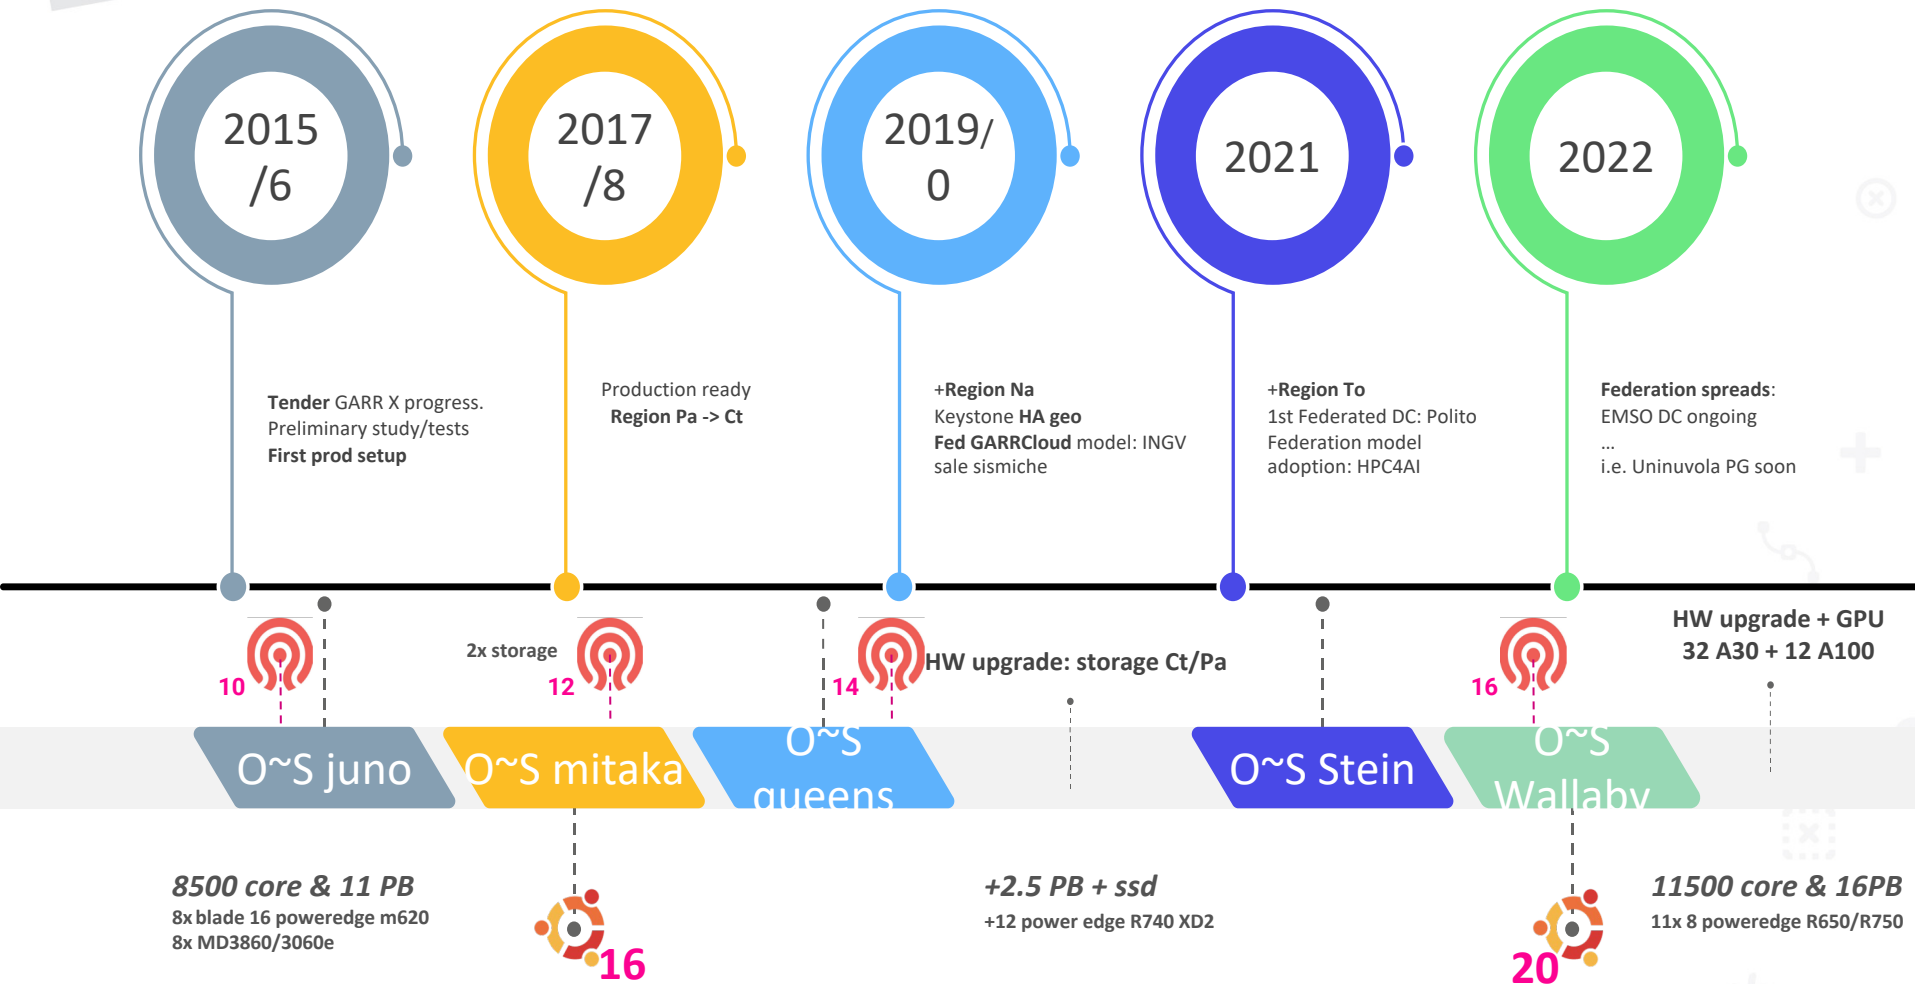 2015
/6
2017
/8
2019/
0
2021
2022
Tender GARR X progress.
Preliminary study/tests
First prod setup
Production ready
Region Pa -> Ct
+Region Na
Keystone HA geo
Fed GARRCloud model: INGV
sale sismiche
+Region To
1st Federated DC: Polito
Federation model
adoption: HPC4AI
Federation spreads:
EMSO DC ongoing
...
i.e. Uninuvola PG soon
10
2x storage
12
14
HW upgrade: storage Ct/Pa
16
HW upgrade + GPU
32 A30 + 12 A100
O~S juno
O~S mitaka
O~S
queens
O~S Stein
O~S
Wallaby
8500 core & 11 PB
8x blade 16 poweredge m620
8x MD3860/3060e
16
+2.5 PB + ssd
+12 power edge R740 XD2
20
11500 core & 16PB
11x 8 poweredge R650/R750